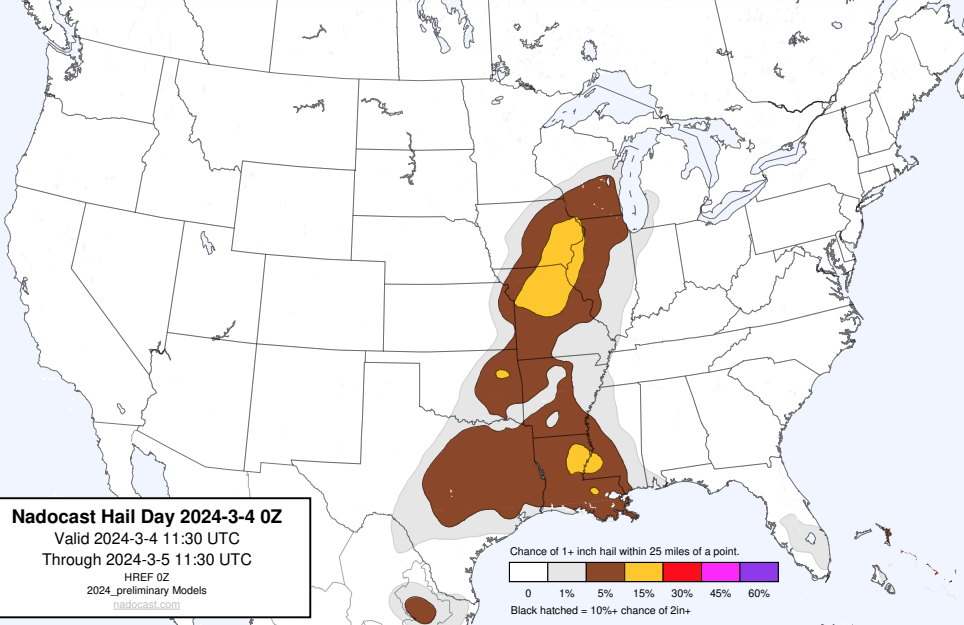 Nadocast Hail Day 2024-3-4 0Z
Valid 2024-3-4 11:30 UTC
Through 2024-3-5 11:30 UTC
HREF 0Z
2024_preliminary Models
nadocast.com
Chance of 1+ inch hail within 25 miles of a point.
0 1% 5% 15% 30% 45% 60%
Black hatched = 10%+ chance of 2in+